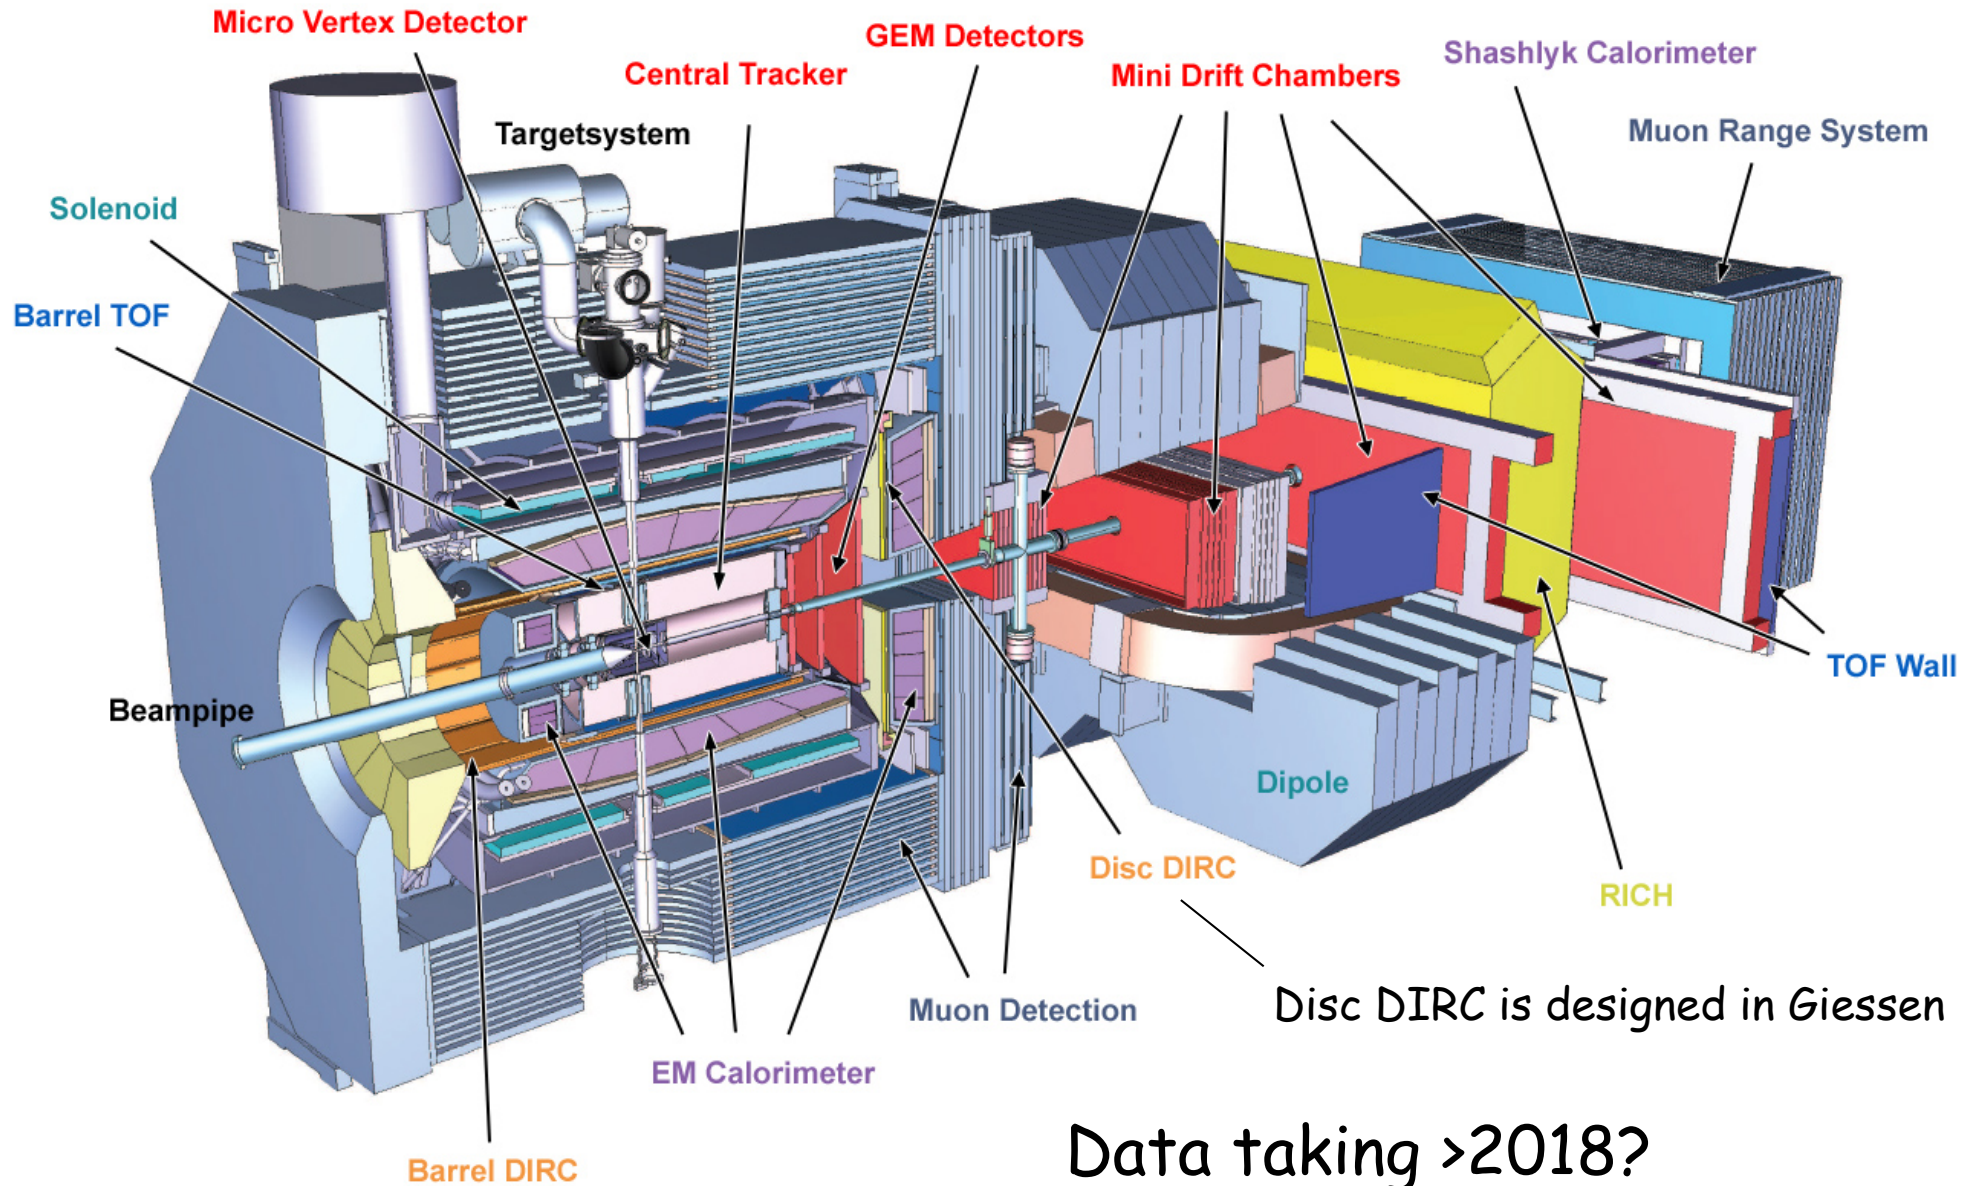 Micro Vertex Detector
GEM Detectors
Shashlyk Calorimeter
Central Tracker
Mini Drift Chambers
Targetsystem
Muon Range System
Solenoid
Barrel TOF
TOF Wall
Beampipe
Dipole
Disc DIRC
RICH
Muon Detection
Disc DIRC is designed in Giessen
EM Calorimeter
Data taking >2018?
Barrel DIRC